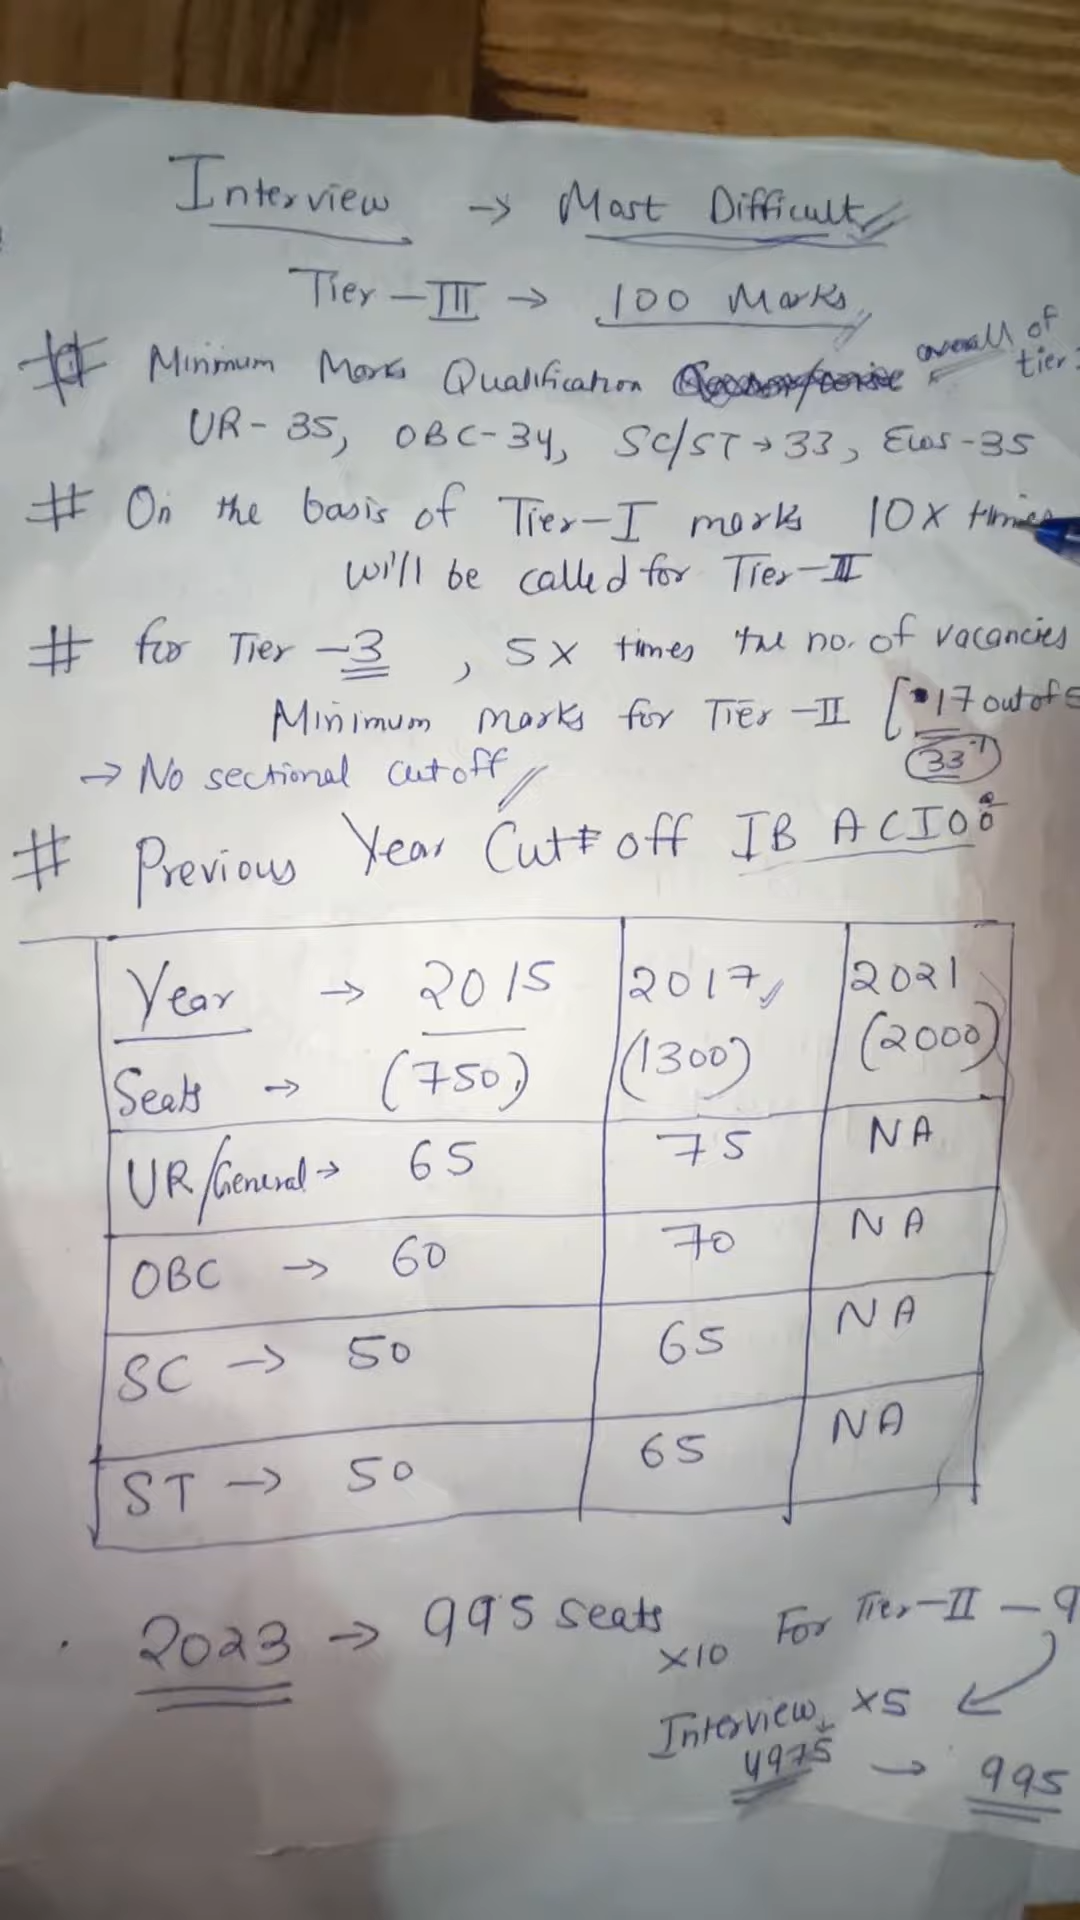 Interview → Most Difficult
Tier-III → 100 Marks
# Minimum Marks Qualification overall of tier
UR-35, OBC-34, SC/ST→33, Ews-35
# On the basis of Tier-I marks 10x times
will be called for Tier-II
# for Tier-3, 5x times the no. of vacancies
Minimum marks for Tier-II [17 out of 5
33%
→ No sectional cutoff
# Previous Year Cut off IB ACIO:
Year → 2015 2017 2021
Seats → (750) (1300) (2000)
UR/General → 65 75 NA
OBC → 60 70 NA
SC → 50 65 NA
ST → 50 65 NA
2023 → 995 seats For Tier-II - 9
x10
Interview x5
4975 → 995